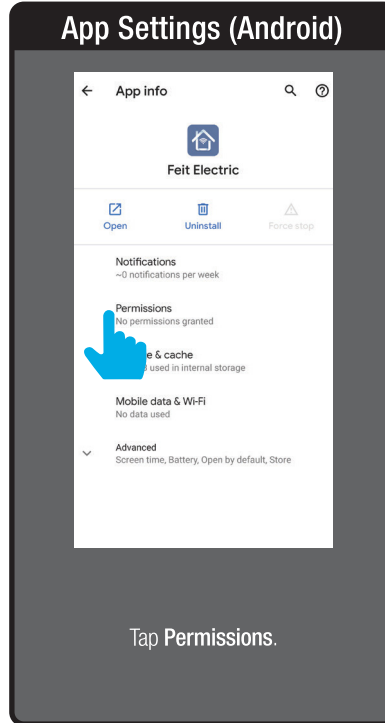 App Settings (Android)
App info
Feit Electric
Open Uninstall Force stop
Notifications
~0 notifications per week
Permissions
No permissions granted
& cache
used in internal storage
Mobile data & Wi-Fi
No data used
Advanced
Screen time, Battery, Open by default, Store
Tap Permissions.